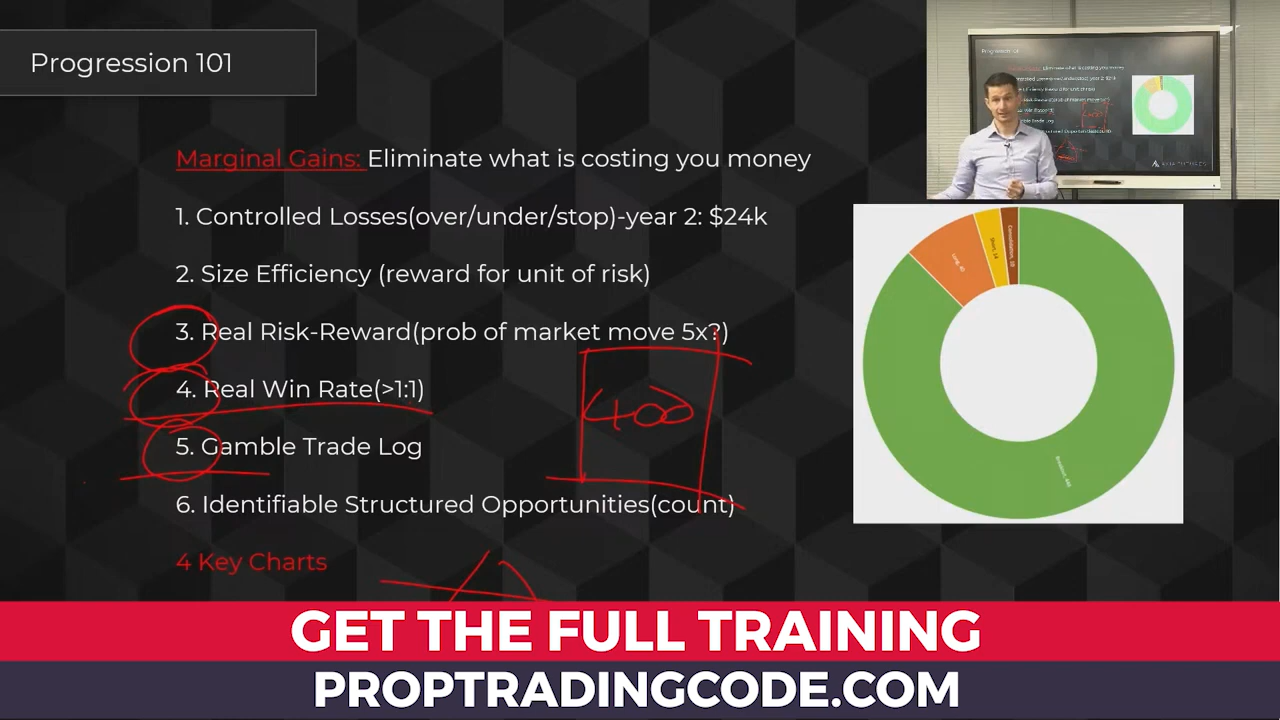 Progression 101
Marginal Gains: Eliminate what is costing you money
1. Controlled Losses(over/under/stop)-year 2: $24k
2. Size Efficiency (reward for unit of risk)
3. Real Risk-Reward(prob of market move 5x?)
4. Real Win Rate(>1:1)
400
5. Gamble Trade Log
6. Identifiable Structured Opportunities(count)
4 Key Charts
GET THE FULL TRAINING
PROPTRADINGCODE.COM